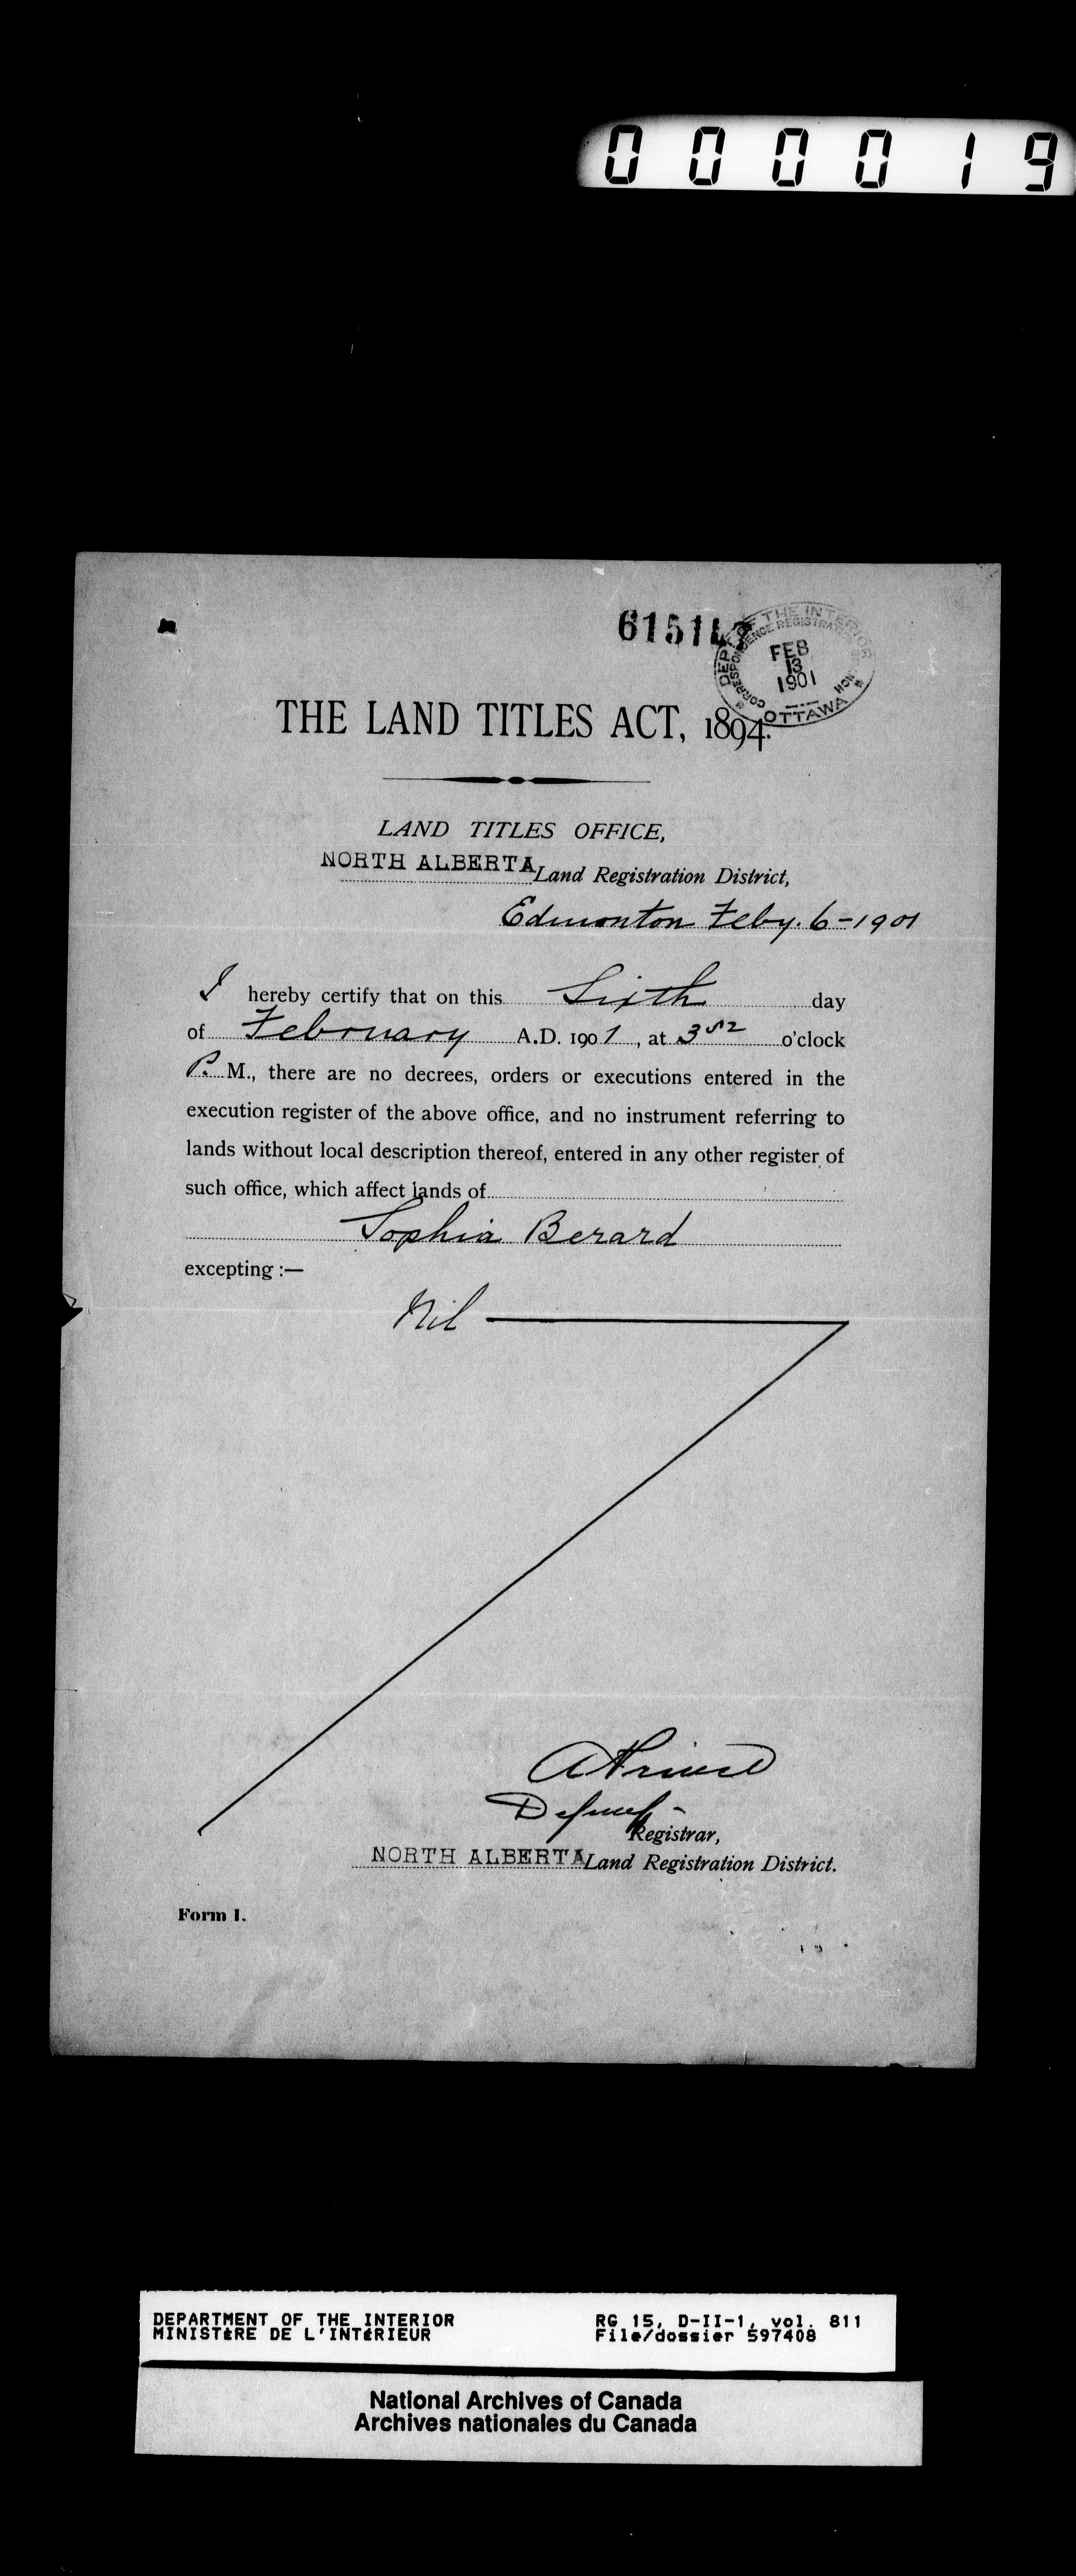 000019
DEPT. OF THE INTERIOR
CORRESPONDENCE REGISTRATION
FEB
13
1901
OTTAWA
THE LAND TITLES ACT, 1894.
LAND TITLES OFFICE,
NORTH ALBERTA Land Registration District,
Edmonton Feby. 6-1901
I hereby certify that on this Sixth day
of February A.D. 1901, at 3 52 o'clock
P. M., there are no decrees, orders or executions entered in the
execution register of the above office, and no instrument referring to
lands without local description thereof, entered in any other register of
such office, which affect lands of
Sophia Berard
excepting :—
Nil
Deputy
Registrar,
NORTH ALBERTA Land Registration District.
Form I.
DEPARTMENT OF THE INTERIOR RG 15, D-II-1, vol. 811
MINISTÈRE DE L'INTÉRIEUR File/dossier 597408
National Archives of Canada
Archives nationales du Canada